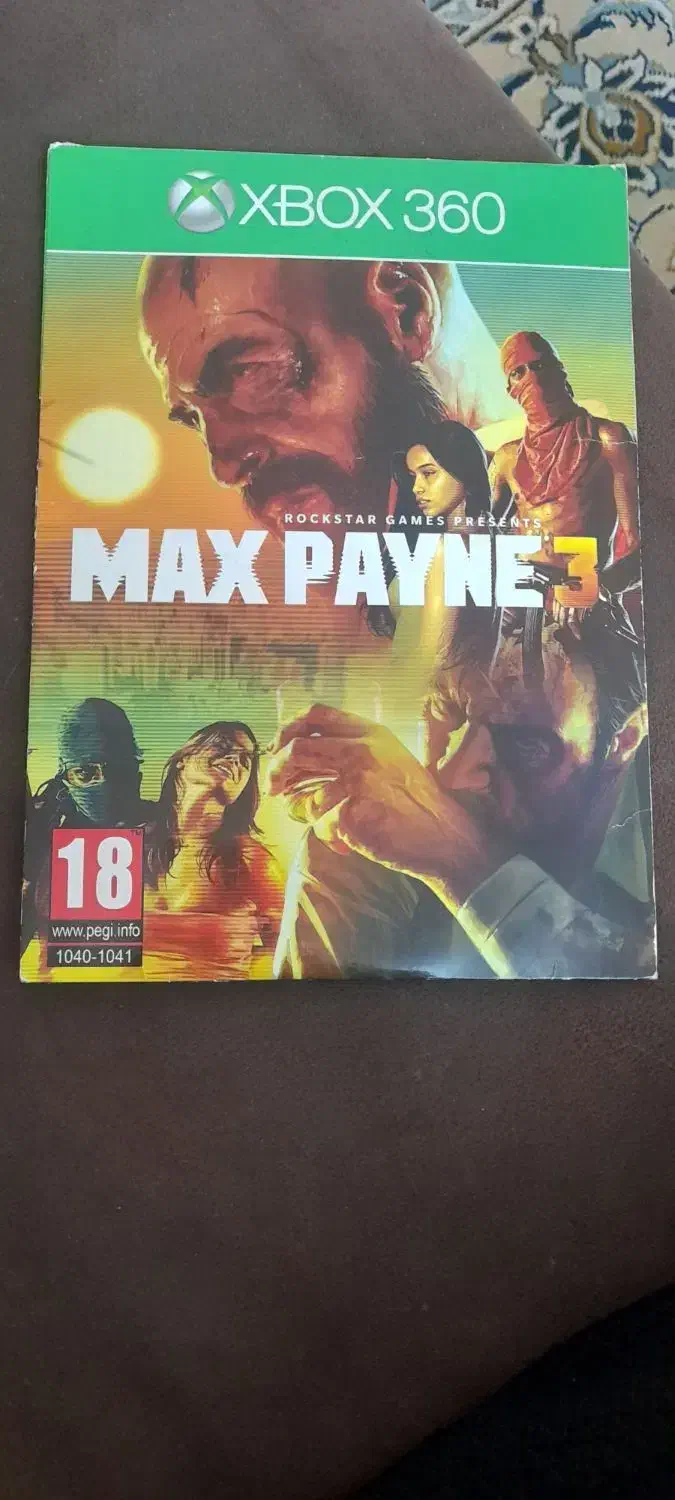 XBOX 360
ROCKSTAR GAMES PRESENTS
MAX PAYNE 3
18
www.pegi.info
1040-1041